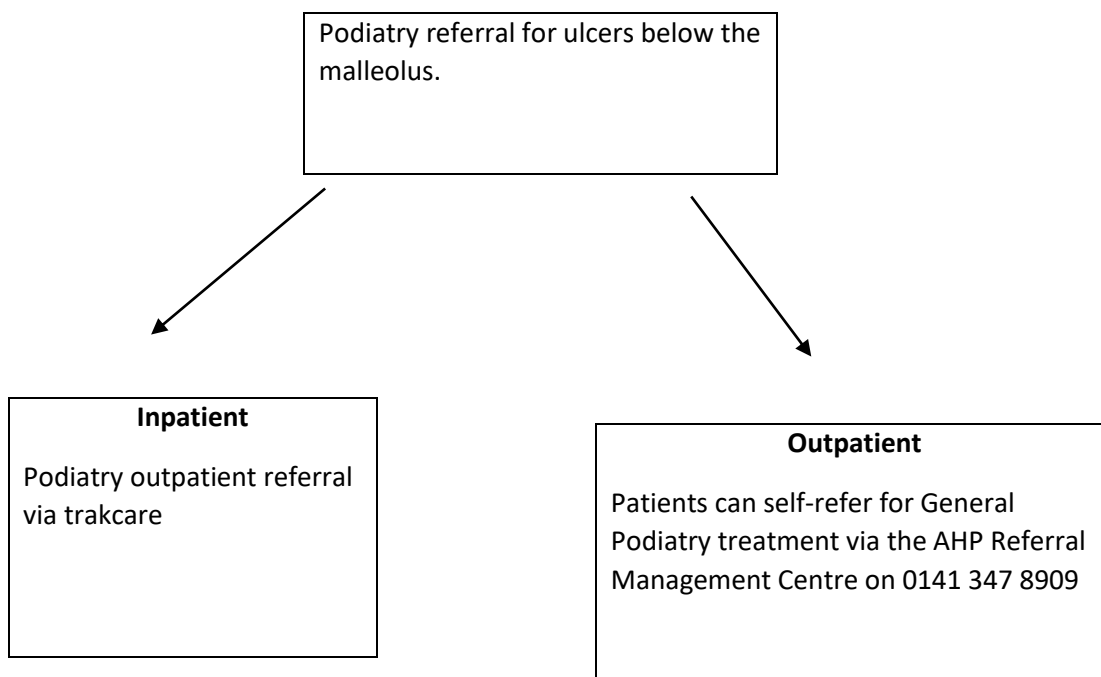 Podiatry referral for ulcers below the
malleolus.
Inpatient
Podiatry outpatient referral
via trakcare
Outpatient
Patients can self-refer for General
Podiatry treatment via the AHP Referral
Management Centre on 0141 347 8909